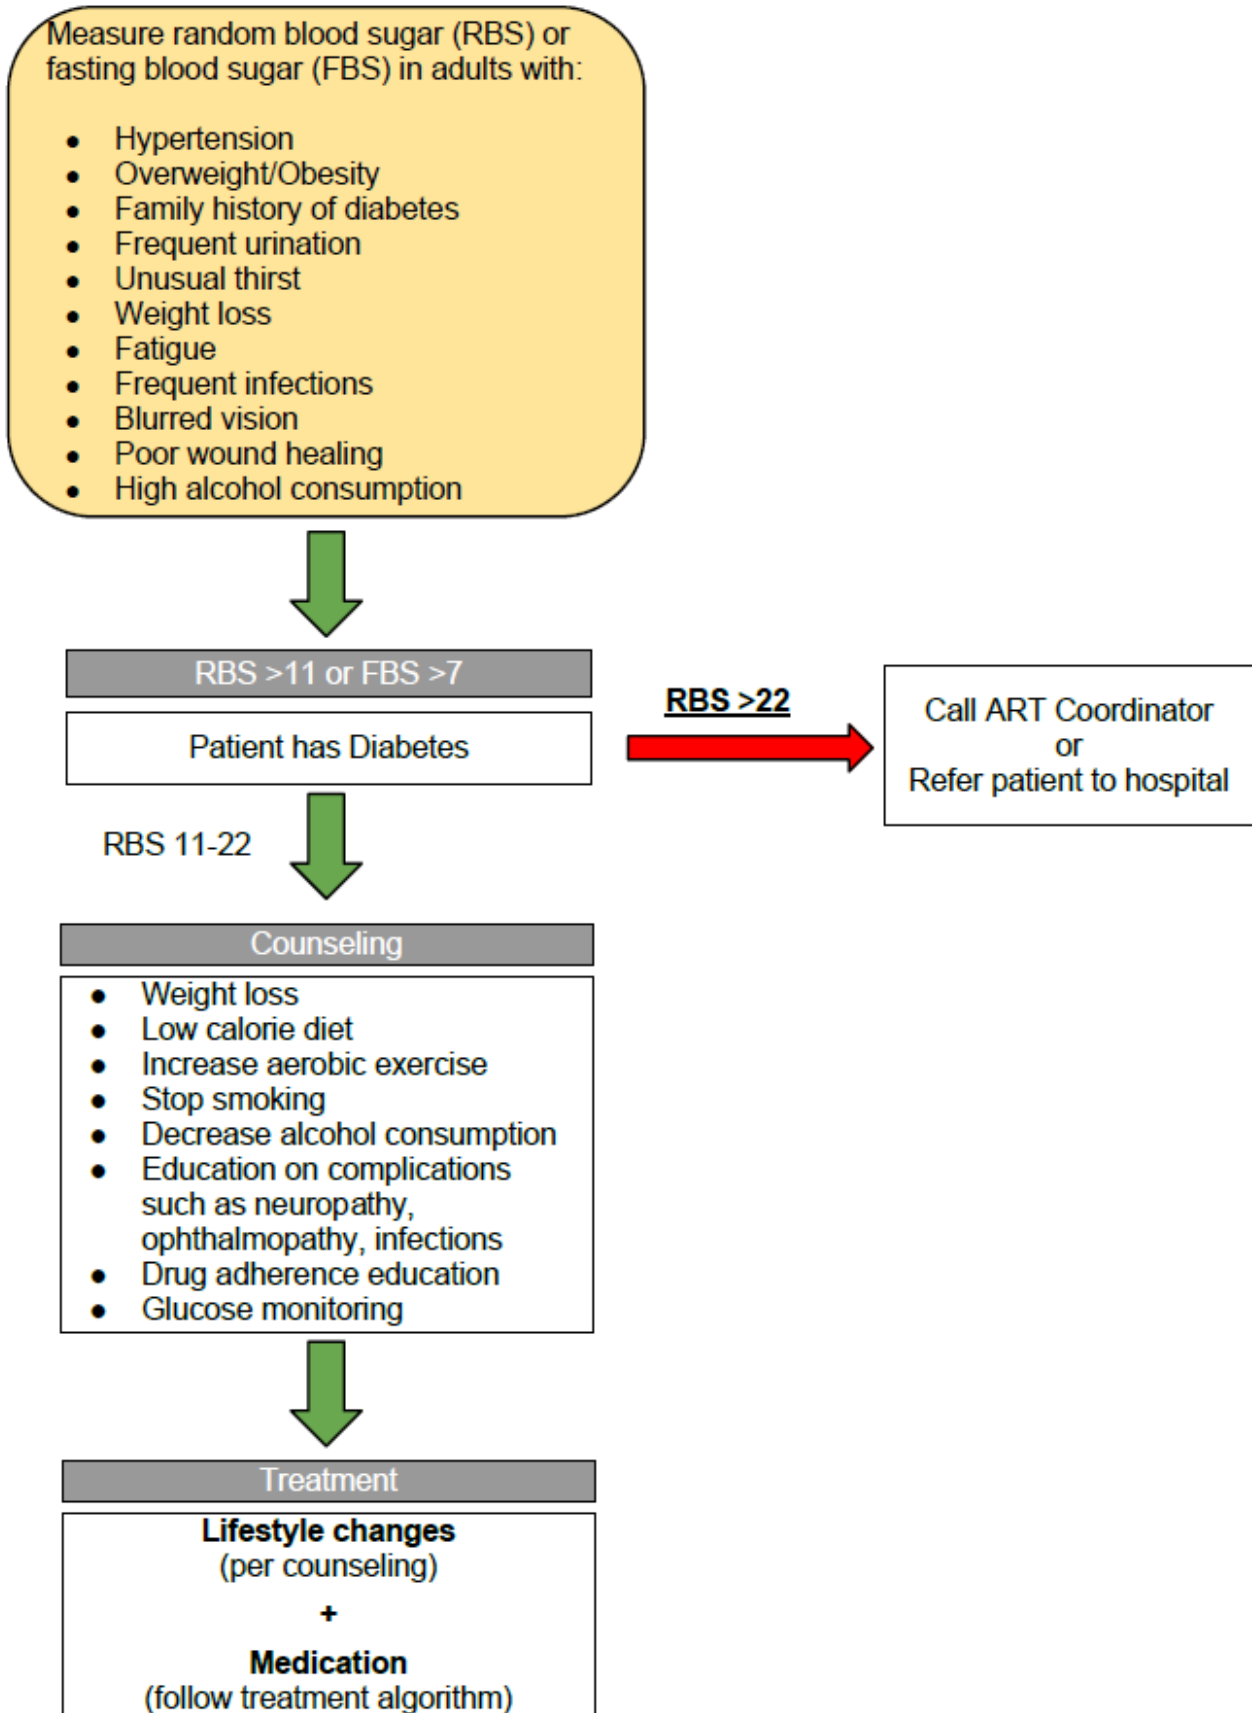 Measure random blood sugar (RBS) or
fasting blood sugar (FBS) in adults with:
● Hypertension
● Overweight/Obesity
● Family history of diabetes
● Frequent urination
● Unusual thirst
● Weight loss
● Fatigue
● Frequent infections
● Blurred vision
● Poor wound healing
● High alcohol consumption
RBS >11 or FBS >7
Patient has Diabetes
RBS >22
Call ART Coordinator
or
Refer patient to hospital
RBS 11-22
Counseling
● Weight loss
● Low calorie diet
● Increase aerobic exercise
● Stop smoking
● Decrease alcohol consumption
● Education on complications
such as neuropathy,
ophthalmopathy, infections
● Drug adherence education
● Glucose monitoring
Treatment
Lifestyle changes
(per counseling)
+
Medication
(follow treatment algorithm)